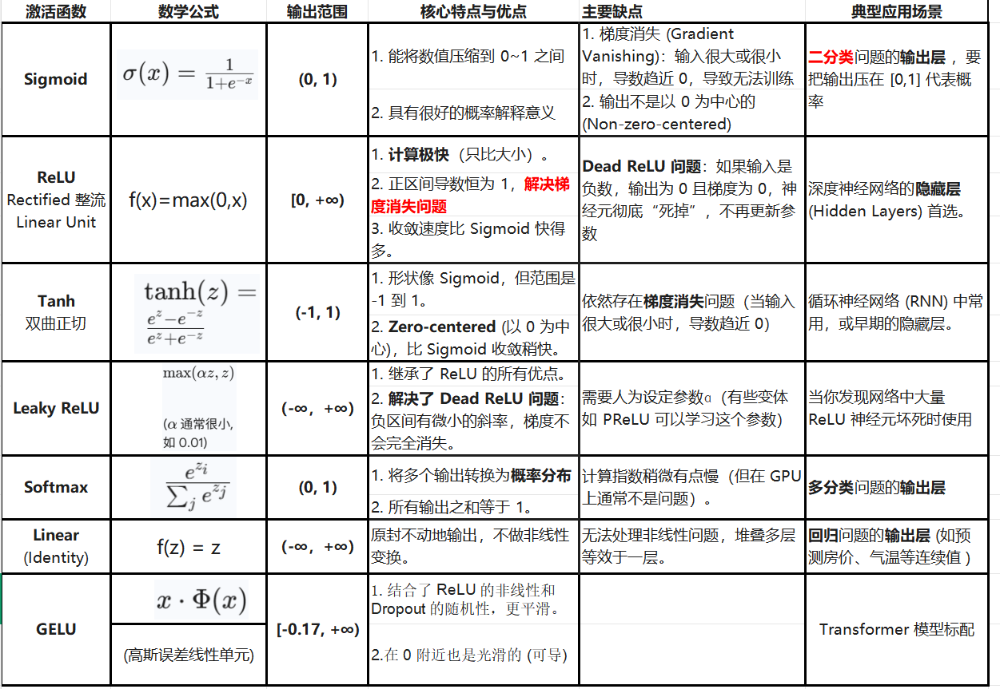 激活函数 数学公式 输出范围 核心特点与优点 主要缺点 典型应用场景
Sigmoid
σ(x) = 1/(1+e^{-x})
(0, 1)
1. 能将数值压缩到 0~1 之间
2. 具有很好的概率解释意义
1. 梯度消失 (Gradient
Vanishing)：输入很大或很小
时，导数趋近 0，导致无法训练
2. 输出不是以 0 为中心的
(Non-zero-centered)
二分类问题的输出层 ，要
把输出压在 [0,1] 代表概
率
ReLU
Rectified 整流
Linear Unit
f(x)=max(0,x)
[0, +∞)
1. 计算极快（只比大小）。
2. 正区间导数恒为 1，解决梯
度消失问题
3. 收敛速度比 Sigmoid 快得
多。
Dead ReLU 问题：如果输入是
负数，输出为 0 且梯度为 0，神
经元彻底“死掉”，不再更新参
数
深度神经网络的隐藏层
(Hidden Layers) 首选。
Tanh
双曲正切
tanh(z) =
(e^z−e^{−z})/(e^z+e^{−z})
(-1, 1)
1. 形状像 Sigmoid，但范围是
-1 到 1。
2. Zero-centered (以 0 为中
心)，比 Sigmoid 收敛稍快。
依然存在梯度消失问题（当输入
很大或很小时，导数趋近 0）
循环神经网络 (RNN) 中常
用，或早期的隐藏层。
Leaky ReLU
max(αz, z)
(α 通常很小,
如 0.01)
(-∞，+∞)
1. 继承了 ReLU 的所有优点。
2. 解决了 Dead ReLU 问题：
负区间有微小的斜率，梯度不
会完全消失。
需要人为设定参数α（有些变体
如 PReLU 可以学习这个参数）
当你发现网络中大量
ReLU 神经元坏死时使用
Softmax
e^{z_i}/∑_j e^{z_j}
(0, 1)
1. 将多个输出转换为概率分布
2. 所有输出之和等于 1。
计算指数稍微有点慢（但在 GPU
上通常不是问题）。
多分类问题的输出层
Linear
(Identity)
f(z) = z
(-∞，+∞)
原封不动地输出，不做非线性
变换。
无法处理非线性问题，堆叠多层
等效于一层。
回归问题的输出层 (如预
测房价、气温等连续值 )
GELU
x · Φ(x)
(高斯误差线性单元)
[-0.17, +∞)
1. 结合了 ReLU 的非线性和
Dropout 的随机性，更平滑。
2.在 0 附近也是光滑的 (可导)
Transformer 模型标配